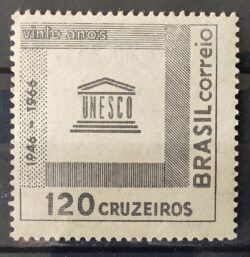 vinte anos
1946-1966
UNESCO
BRASIL correio
120 CRUZEIROS